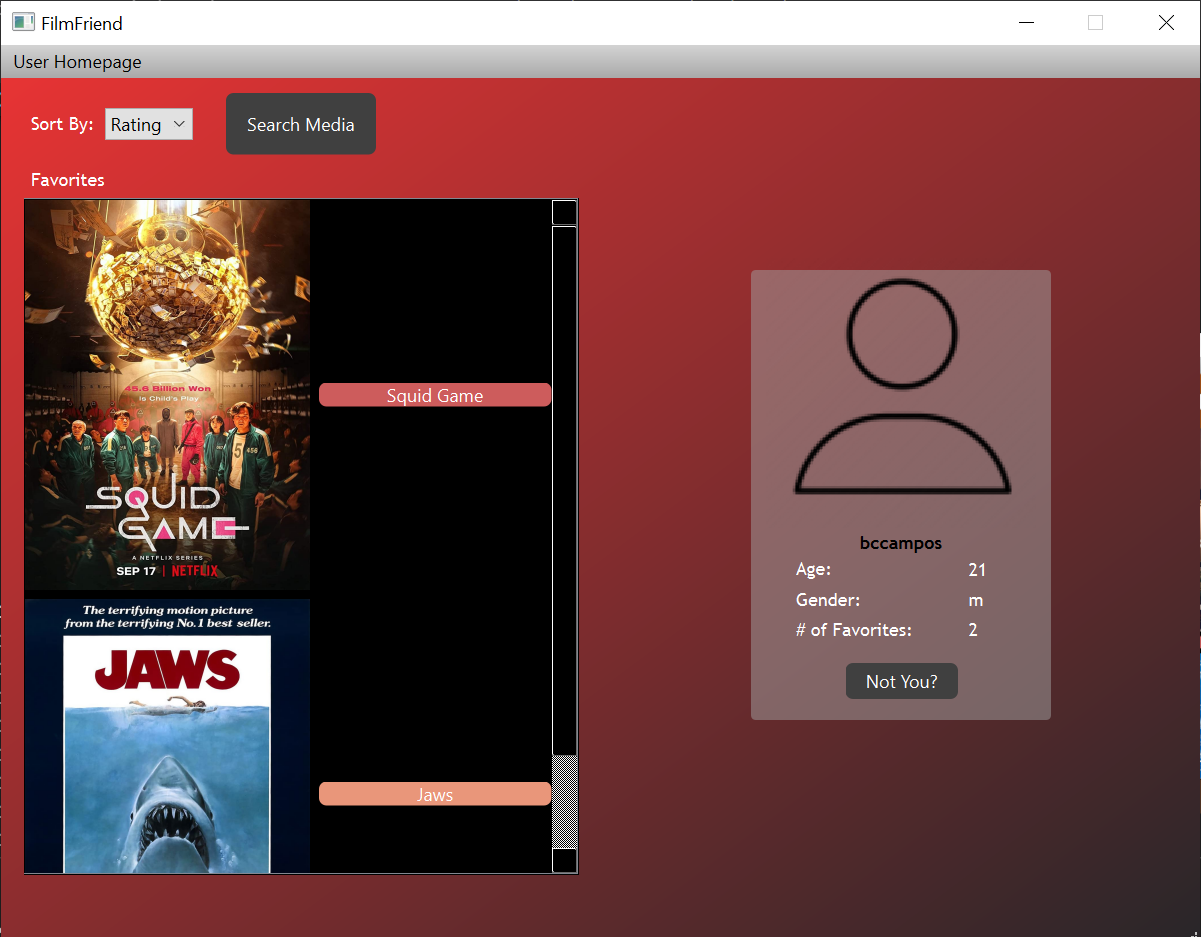 FilmFriend
User Homepage
Sort By:
Rating
Search Media
Favorites
45.6 Billion Won
Is Child's Play
5
456
SQUID
GAME
A NETFLIX SERIES
SEP 17 | NETFLIX
Squid Game
The terrifying motion picture
from the terrifying No.1 best seller.
JAWS
Jaws
bccampos
Age: 21
Gender: m
# of Favorites: 2
Not You?